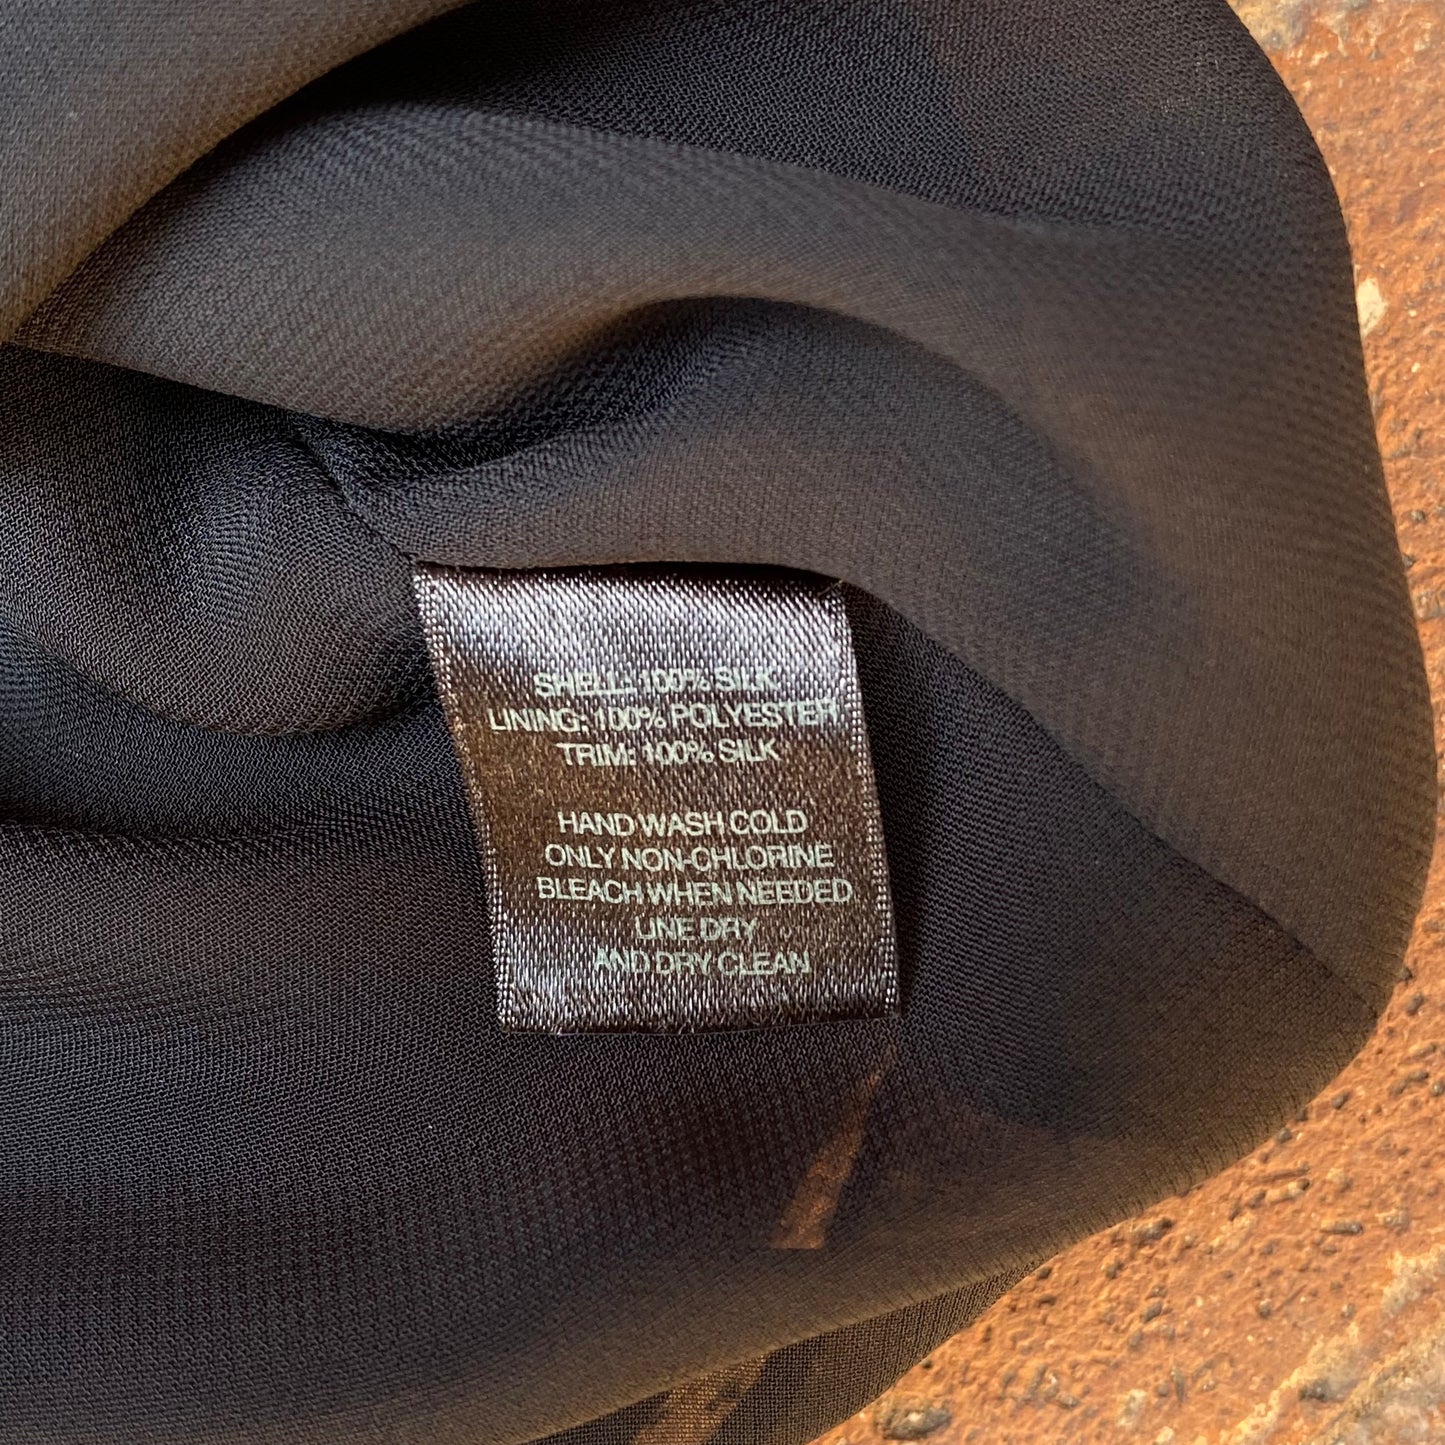 SHELL: 100% SILK
LINING: 100% POLYESTER
TRIM: 100% SILK
HAND WASH COLD
ONLY NON-CHLORINE
BLEACH WHEN NEEDED
LINE DRY
AND DRY CLEAN